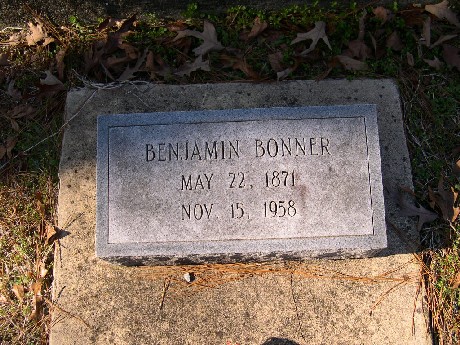 BENJAMIN BONNER
MAY 22, 1871
NOV. 15, 1958